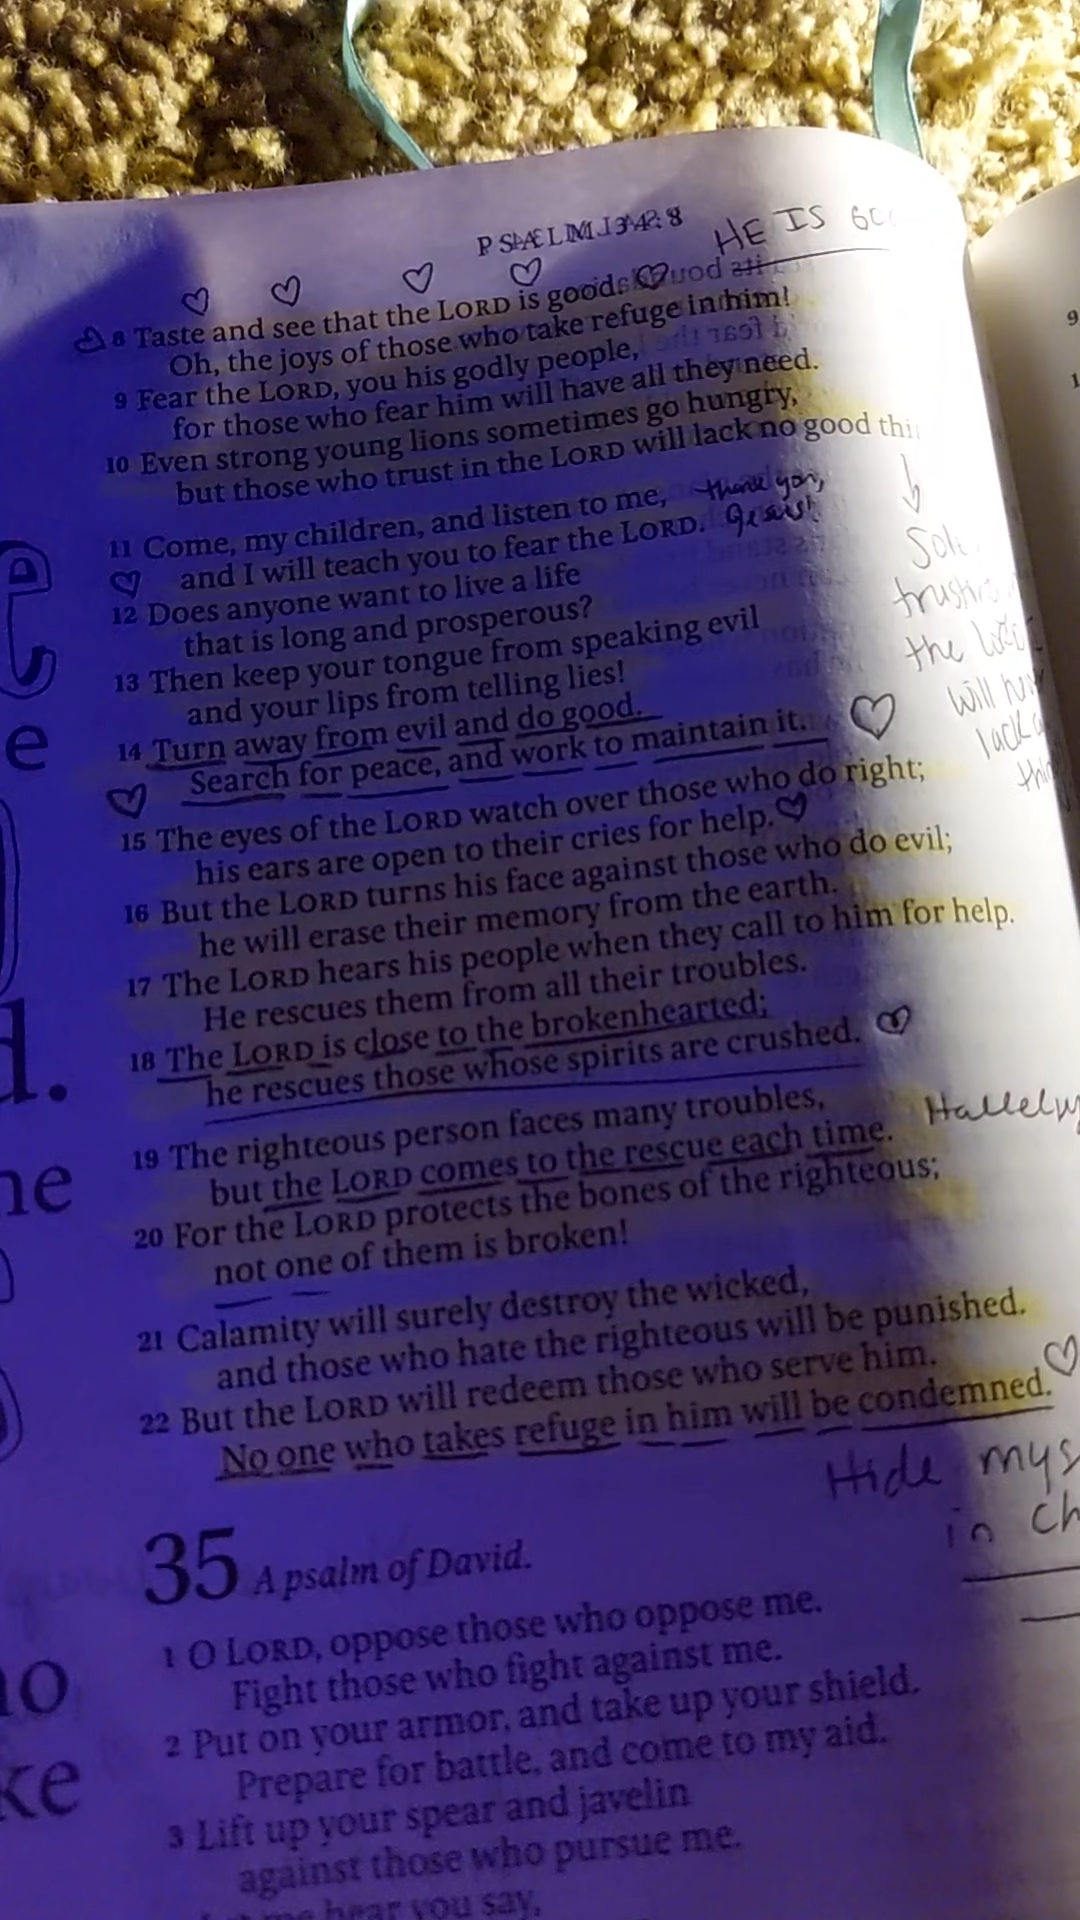 PSALM 34:8
HE IS
8 Taste and see that the LORD is good.
Oh, the joys of those who take refuge in him!
9 Fear the LORD, you his godly people,
for those who fear him will have all they need.
10 Even strong young lions sometimes go hungry,
but those who trust in the LORD will lack no good
11 Come, my children, and listen to me,
thank you,
and I will teach you to fear the LORD.
Jesus!
12 Does anyone want to live a life
that is long and prosperous?
13 Then keep your tongue from speaking evil
and your lips from telling lies!
14 Turn away from evil and do good.
Search for peace, and work to maintain it.
the
will
15 The eyes of the LORD watch over those who do right;
his ears are open to their cries for help.
16 But the LORD turns his face against those who do evil;
he will erase their memory from the earth.
17 The LORD hears his people when they call to him for help.
He rescues them from all their troubles.
18 The LORD is close to the brokenhearted;
he rescues those whose spirits are crushed.
19 The righteous person faces many troubles,
but the LORD comes to the rescue each time.
20 For the LORD protects the bones of the righteous;
not one of them is broken!
21 Calamity will surely destroy the wicked,
and those who hate the righteous will be punished.
22 But the LORD will redeem those who serve him.
No one who takes refuge in him will be condemned.
Hide
in
35 A psalm of David.
1 O LORD, oppose those who oppose me.
Fight those who fight against me.
2 Put on your armor, and take up your shield.
Prepare for battle, and come to my aid.
3 Lift up your spear and javelin
against those who pursue me.
hear you say,